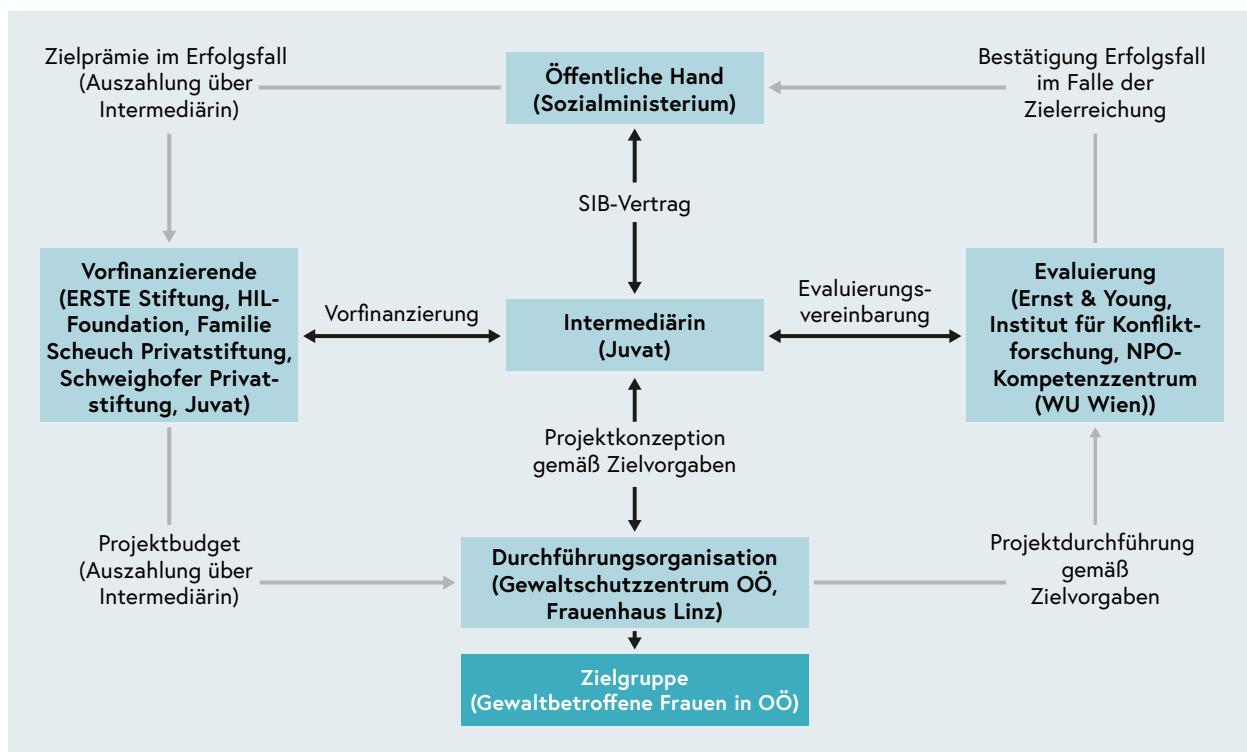 Zielprämie im Erfolgsfall
(Auszahlung über
Intermediärin)
Öffentliche Hand
(Sozialministerium)
Bestätigung Erfolgsfall
im Falle der
Zielerreichung
SIB-Vertrag
Vorfinanzierende
(ERSTE Stiftung, HIL-
Foundation, Familie
Scheuch Privatstiftung,
Schweighofer Privat-
stiftung, Juvat)
Vorfinanzierung
Intermediärin
(Juvat)
Evaluierungs-
vereinbarung
Evaluierung
(Ernst & Young,
Institut für Konflikt-
forschung, NPO-
Kompetenzzentrum
(WU Wien))
Projektkonzeption
gemäß Zielvorgaben
Projektbudget
(Auszahlung über
Intermediärin)
Durchführungsorganisation
(Gewaltschutzzentrum OÖ,
Frauenhaus Linz)
Projektdurchführung
gemäß
Zielvorgaben
Zielgruppe
(Gewaltbetroffene Frauen in OÖ)